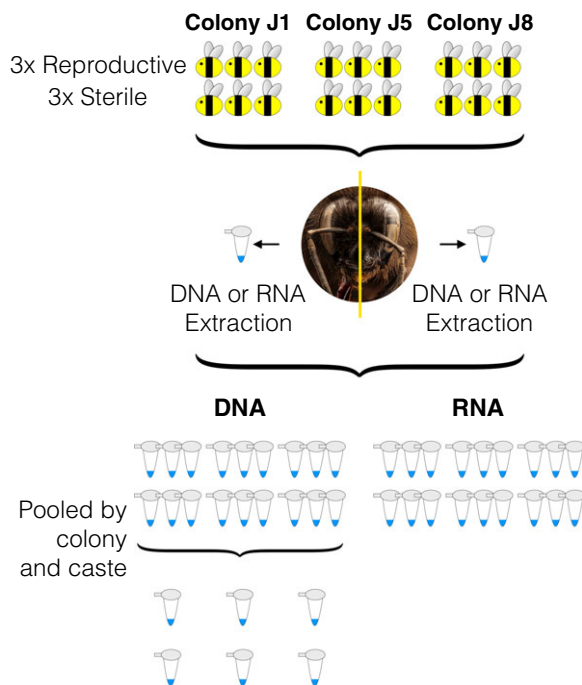 Colony J1 Colony J5 Colony J8
3x Reproductive
3x Sterile
DNA or RNA
Extraction
DNA or RNA
Extraction
DNA RNA
Pooled by
colony
and caste